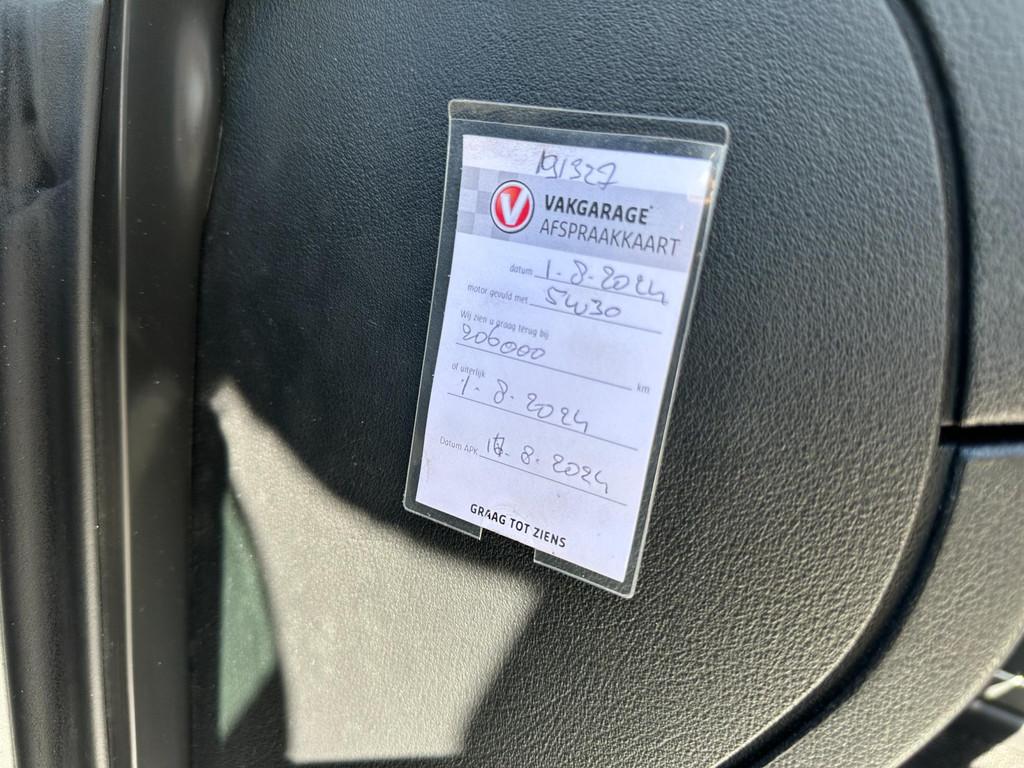 191327
V VAKGARAGE®
AFSPRAAKKAART
datum 1-8-2024
motor gevuld met 5W30
Wij zien u graag terug bij
206000 km
of uiterlijk
1-8-2024
Datum APK 8-2024
GRAAG TOT ZIENS